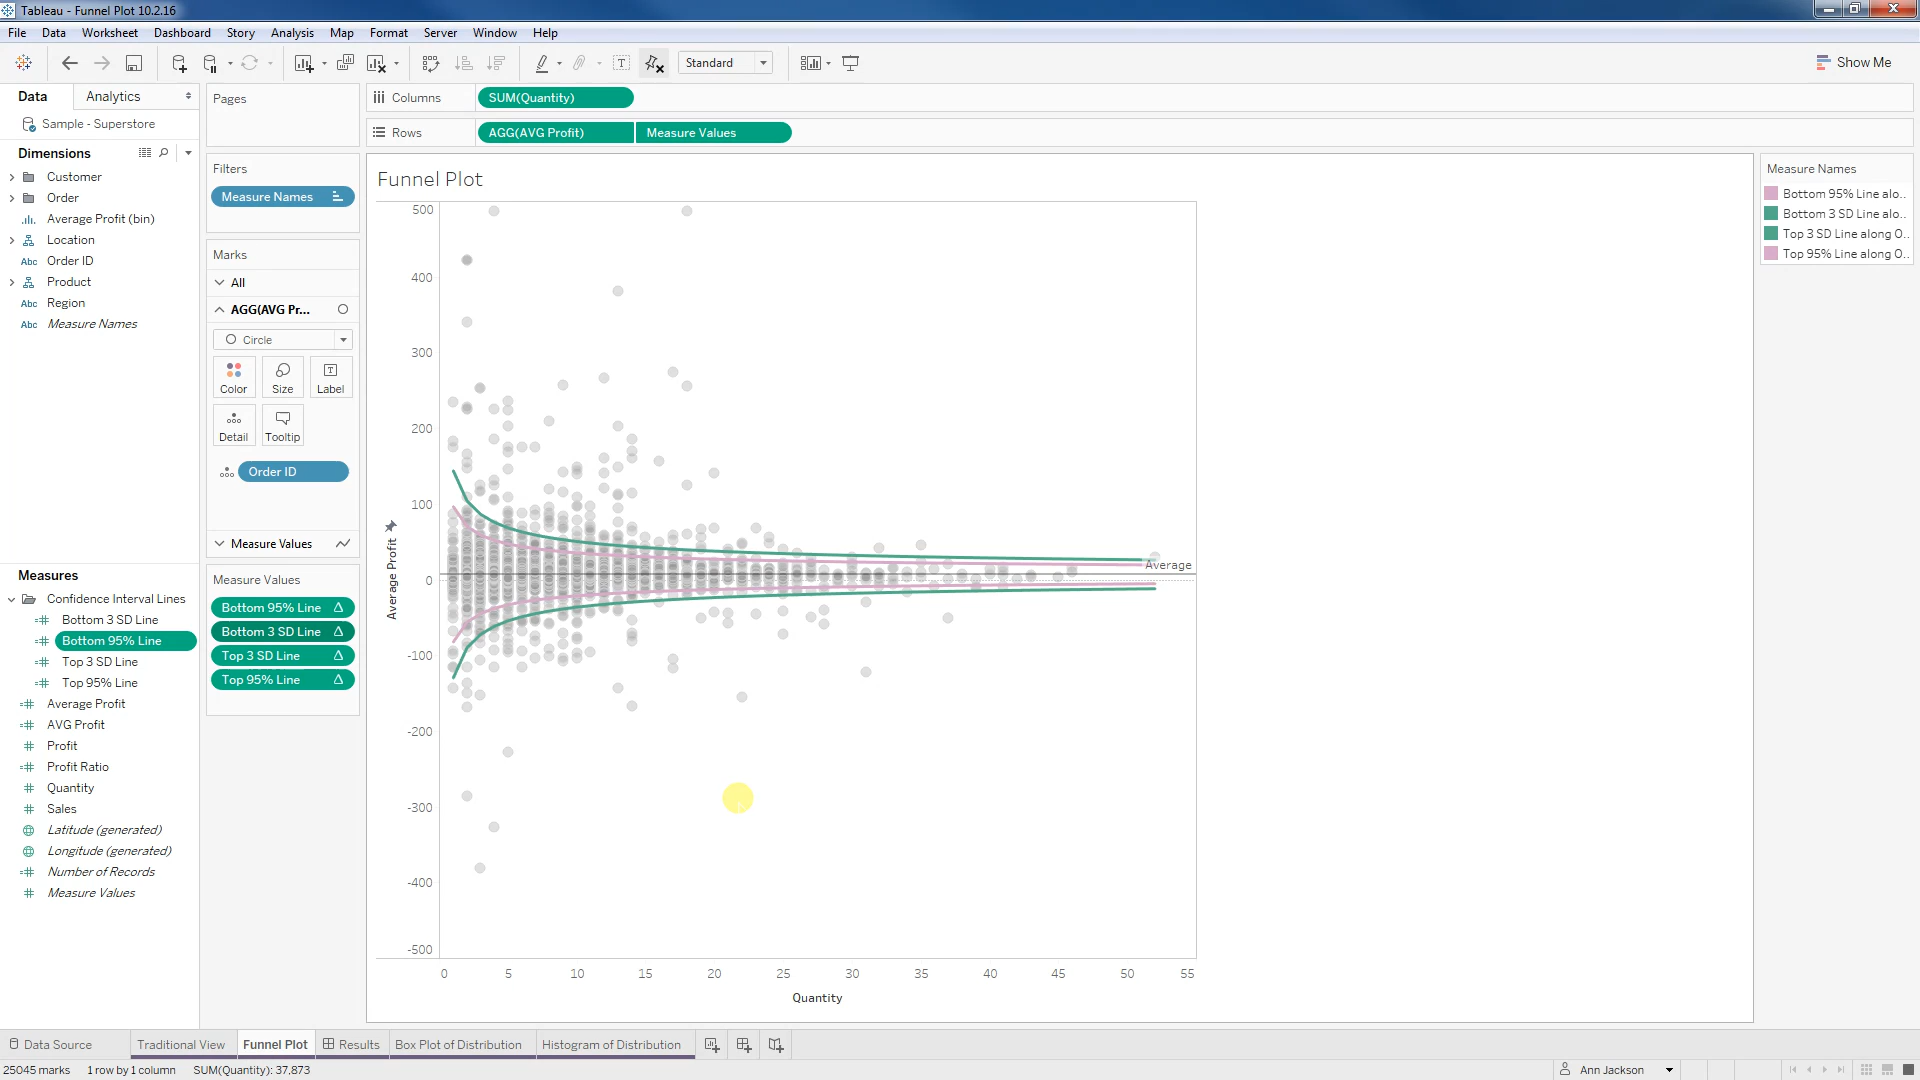 Tableau - Funnel Plot 10.2.16
File Data Worksheet Dashboard Story Analysis Map Format Server Window Help
Standard
Show Me
Data Analytics
Sample - Superstore
Dimensions
Customer
Order
Average Profit (bin)
Location
Abc Order ID
Product
Abc Region
Abc Measure Names
Measures
Confidence Interval Lines
Bottom 3 SD Line
Bottom 95% Line
Top 3 SD Line
Top 95% Line
Average Profit
AVG Profit
Profit
Profit Ratio
Quantity
Sales
Latitude (generated)
Longitude (generated)
Number of Records
Measure Values
Pages
Filters
Measure Names
Marks
All
AGG(AVG Pr...
Circle
Color Size Label
Detail Tooltip
Order ID
Measure Values
Measure Values
Bottom 95% Line Δ
Bottom 3 SD Line Δ
Top 3 SD Line Δ
Top 95% Line Δ
Columns SUM(Quantity)
Rows AGG(AVG Profit) Measure Values
Funnel Plot
500
400
300
200
100
0
-100
-200
-300
-400
-500
Average Profit
Average
0 5 10 15 20 25 30 35 40 45 50 55
Quantity
Measure Names
Bottom 95% Line alo..
Bottom 3 SD Line alo..
Top 3 SD Line along O..
Top 95% Line along O..
Data Source Traditional View Funnel Plot Results Box Plot of Distribution Histogram of Distribution
25045 marks 1 row by 1 column SUM(Quantity): 37,873
Ann Jackson